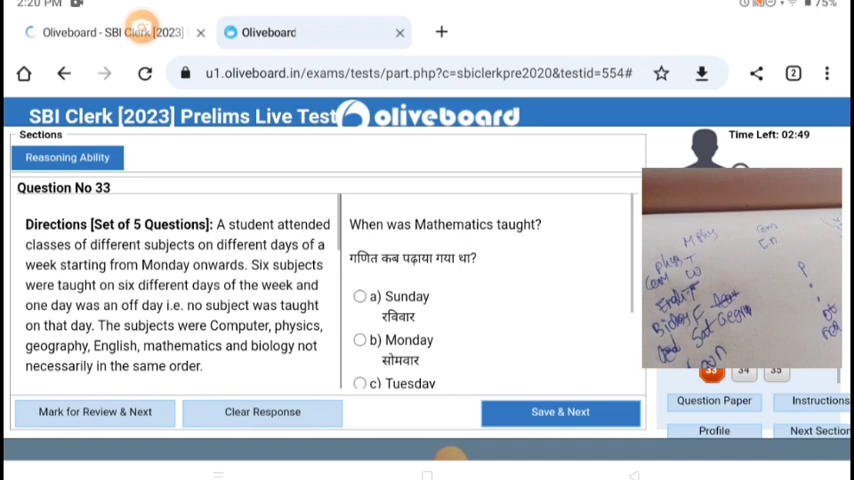 2:20 PM
75%
Oliveboard - SBI Clerk [2023]
Oliveboard
u1.oliveboard.in/exams/tests/part.php?c=sbiclerkpre2020&testid=554#
2
SBI Clerk [2023] Prelims Live Test
oliveboard
Sections
Time Left: 02:49
Reasoning Ability
Question No 33
Directions [Set of 5 Questions]: A student attended
classes of different subjects on different days of a
week starting from Monday onwards. Six subjects
were taught on six different days of the week and
one day was an off day i.e. no subject was taught
on that day. The subjects were Computer, physics,
geography, English, mathematics and biology not
necessarily in the same order.
When was Mathematics taught?
गणित कब पढ़ाया गया था?
a) Sunday
रविवार
b) Monday
सोमवार
c) Tuesday
M Phy
Com
En
Phys T
Com W
P
33
34
35
Mark for Review & Next
Clear Response
Save & Next
Question Paper
Instructions
Profile
Next Section